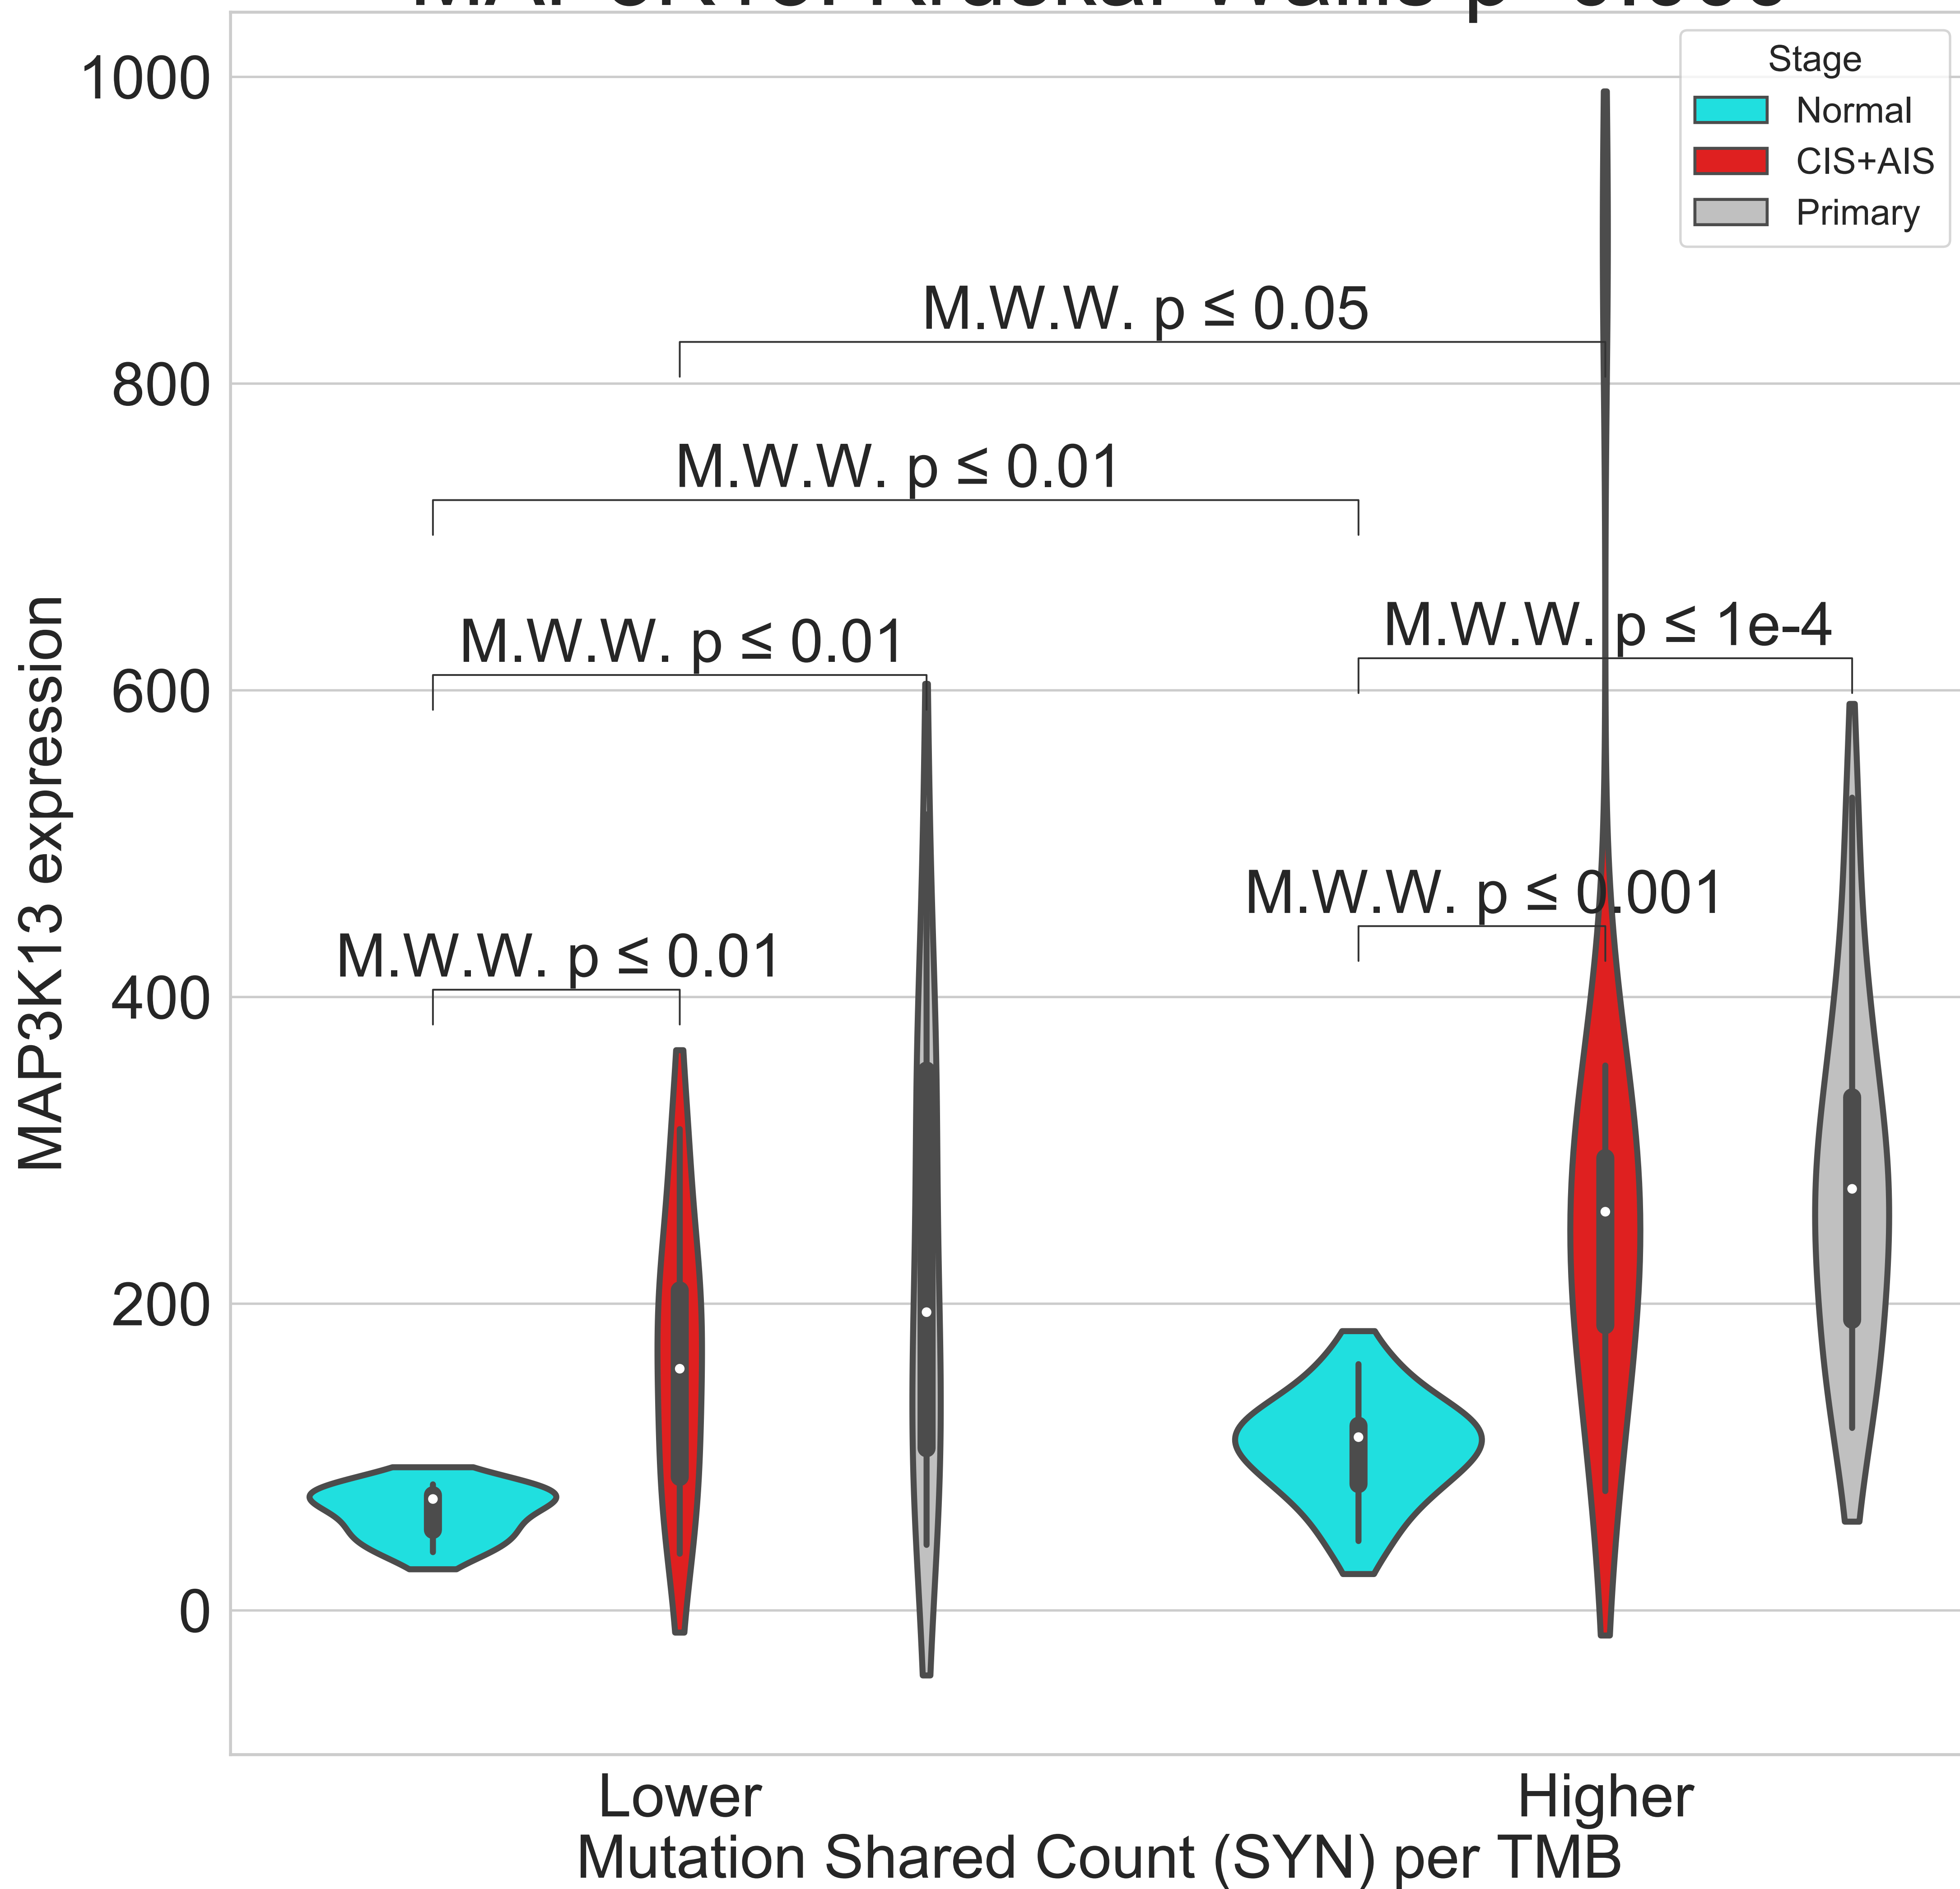 1000
800
600
400
200
0
MAP3K13 expression
Stage
Normal
CIS+AIS
Primary
M.W.W. p ≤ 0.05
M.W.W. p ≤ 0.01
M.W.W. p ≤ 0.01
M.W.W. p ≤ 1e-4
M.W.W. p ≤ 0.001
M.W.W. p ≤ 0.01
Lower
Higher
Mutation Shared Count (SYN) per TMB